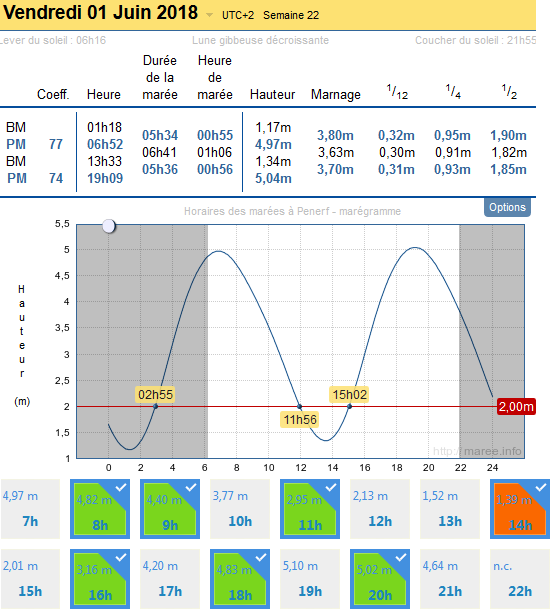 Vendredi 01 Juin 2018 UTC+2 Semaine 22
Lever du soleil : 06h16 Lune gibbeuse décroissante Coucher du soleil : 21h55
Coeff. Heure Durée de la marée Heure de marée Hauteur Marnage 1/12 1/4 1/2
BM 01h18 1,17m
05h34 00h55 3,80m 0,32m 0,95m 1,90m
PM 77 06h52 4,97m
06h41 01h06 3,63m 0,30m 0,91m 1,82m
BM 13h33 1,34m
05h36 00h56 3,70m 0,31m 0,93m 1,85m
PM 74 19h09 5,04m
Options
Horaires des marées à Penerf - marégramme
5,5
5
4,5
4
3,5
3
2,5
2
1,5
1
Hauteur
(m)
02h55
15h02
2,00m
11h56
http://maree.info
0 2 4 6 8 10 12 14 16 18 20 22 24
4,97 m 4,82 m 4,40 m 3,77 m 2,95 m 2,13 m 1,52 m 1,39 m
7h 8h 9h 10h 11h 12h 13h 14h
2,01 m 3,16 m 4,20 m 4,83 m 5,10 m 5,02 m 4,64 m n.c.
15h 16h 17h 18h 19h 20h 21h 22h